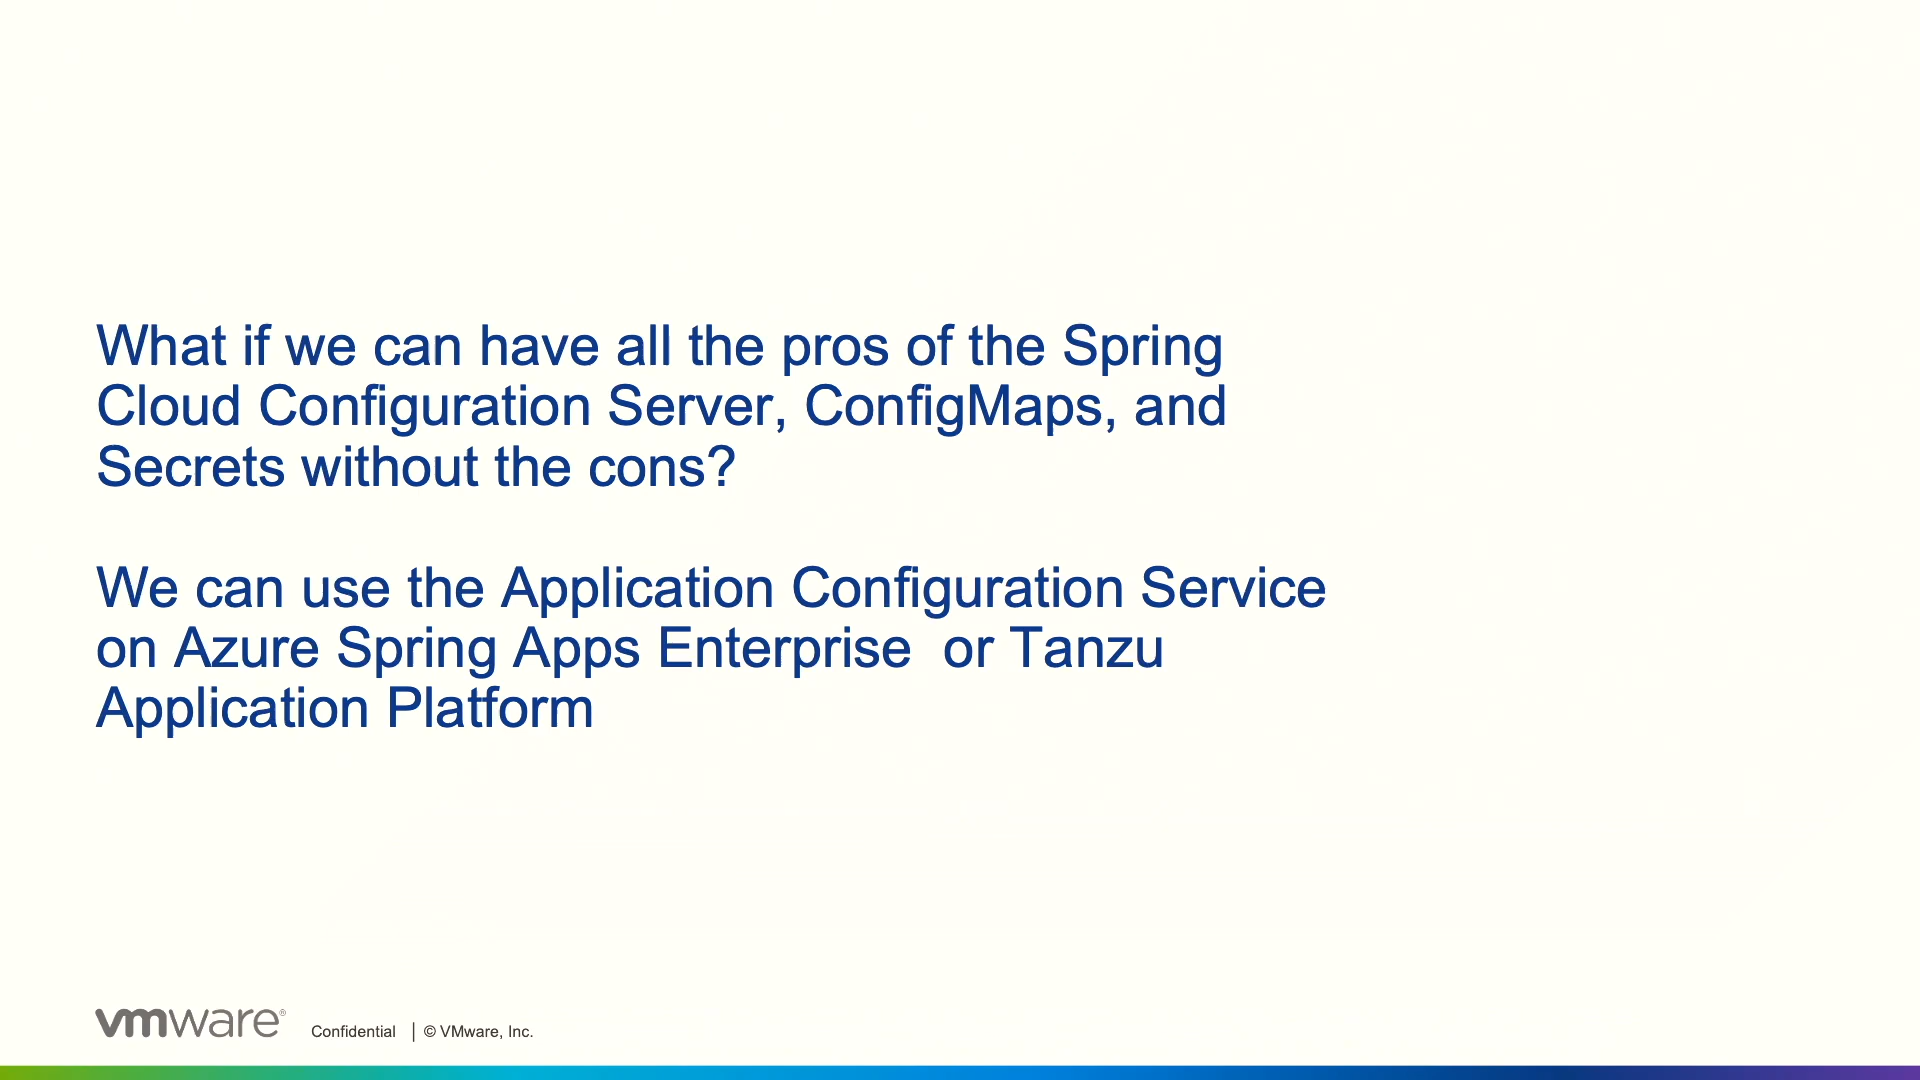 What if we can have all the pros of the Spring
Cloud Configuration Server, ConfigMaps, and
Secrets without the cons?
We can use the Application Configuration Service
on Azure Spring Apps Enterprise  or Tanzu
Application Platform
vmware® Confidential | © VMware, Inc.